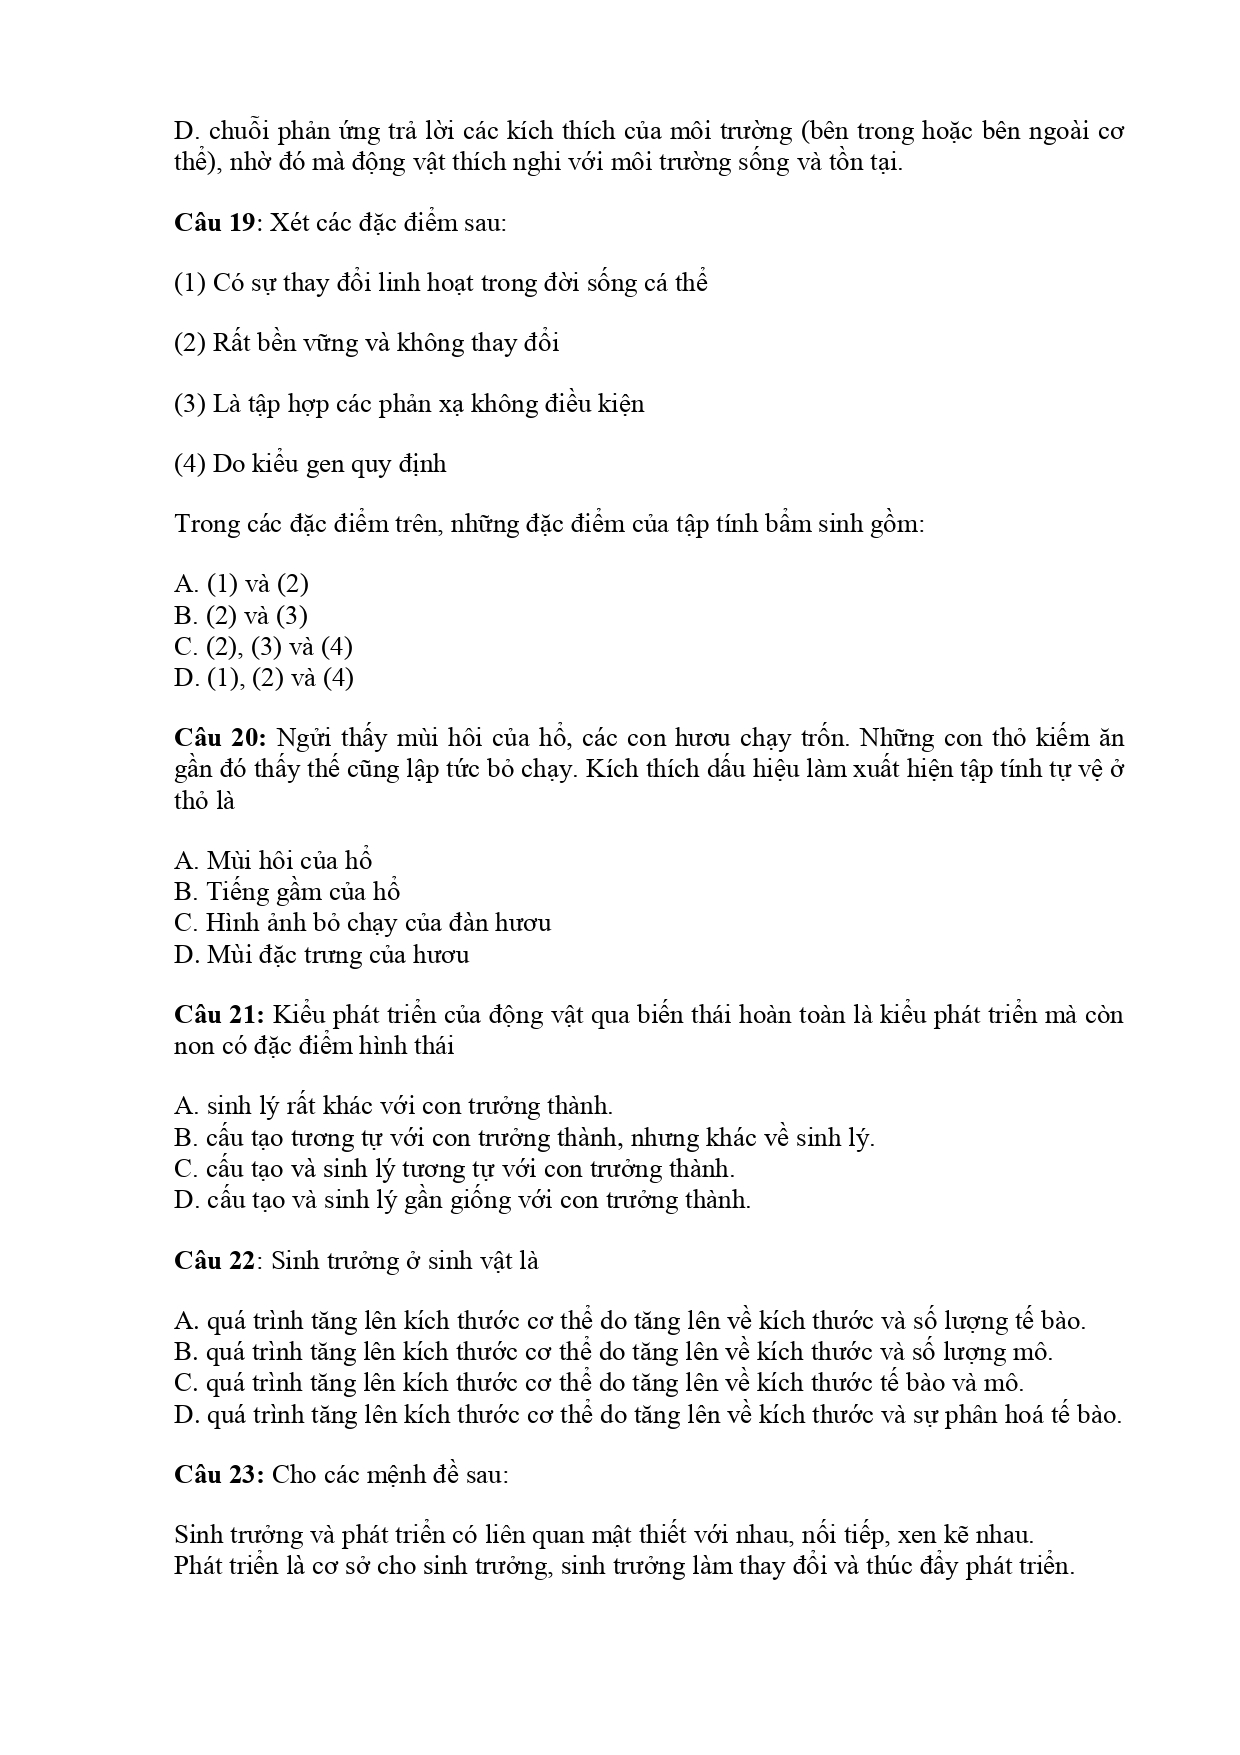 D. chuỗi phản ứng trả lời các kích thích của môi trường (bên trong hoặc bên ngoài cơ
thể), nhờ đó mà động vật thích nghi với môi trường sống và tồn tại.
Câu 19: Xét các đặc điểm sau:
(1) Có sự thay đổi linh hoạt trong đời sống cá thể
(2) Rất bền vững và không thay đổi
(3) Là tập hợp các phản xạ không điều kiện
(4) Do kiểu gen quy định
Trong các đặc điểm trên, những đặc điểm của tập tính bẩm sinh gồm:
A. (1) và (2)
B. (2) và (3)
C. (2), (3) và (4)
D. (1), (2) và (4)
Câu 20: Ngửi thấy mùi hôi của hổ, các con hươu chạy trốn. Những con thỏ kiếm ăn
gần đó thấy thế cũng lập tức bỏ chạy. Kích thích dấu hiệu làm xuất hiện tập tính tự vệ ở
thỏ là
A. Mùi hôi của hổ
B. Tiếng gầm của hổ
C. Hình ảnh bỏ chạy của đàn hươu
D. Mùi đặc trưng của hươu
Câu 21: Kiểu phát triển của động vật qua biến thái hoàn toàn là kiểu phát triển mà còn
non có đặc điểm hình thái
A. sinh lý rất khác với con trưởng thành.
B. cấu tạo tương tự với con trưởng thành, nhưng khác về sinh lý.
C. cấu tạo và sinh lý tương tự với con trưởng thành.
D. cấu tạo và sinh lý gần giống với con trưởng thành.
Câu 22: Sinh trưởng ở sinh vật là
A. quá trình tăng lên kích thước cơ thể do tăng lên về kích thước và số lượng tế bào.
B. quá trình tăng lên kích thước cơ thể do tăng lên về kích thước và số lượng mô.
C. quá trình tăng lên kích thước cơ thể do tăng lên về kích thước tế bào và mô.
D. quá trình tăng lên kích thước cơ thể do tăng lên về kích thước và sự phân hoá tế bào.
Câu 23: Cho các mệnh đề sau:
Sinh trưởng và phát triển có liên quan mật thiết với nhau, nối tiếp, xen kẽ nhau.
Phát triển là cơ sở cho sinh trưởng, sinh trưởng làm thay đổi và thúc đẩy phát triển.